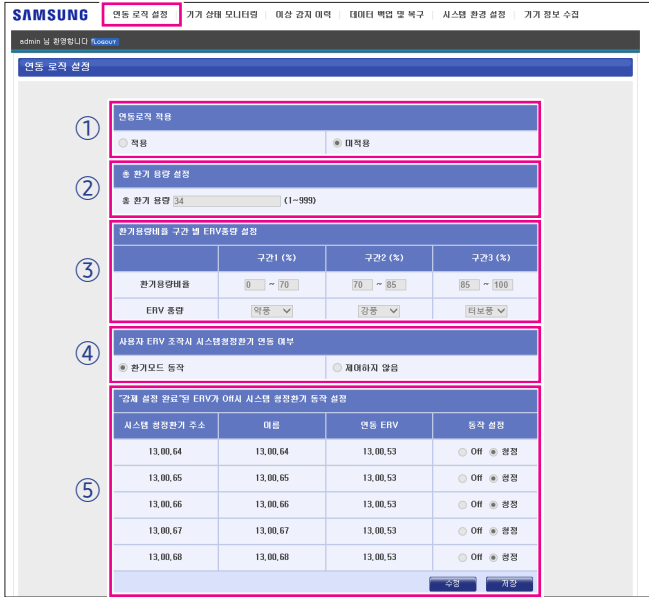 SAMSUNG 연동 로직 설정 기기 상태 모니터링 이상 감지 이력 데이터 백업 및 복구 시스템 환경 설정 기기 정보 수집
admin 님 환영합니다 LOGOUT
연동 로직 설정
①
연동로직 적용
적용 미적용
②
총 환기 용량 설정
총 환기 용량 34 (1~999)
③
환기용량비율 구간 별 ERV풍량 설정
구간1 (%) 구간2 (%) 구간3 (%)
환기용량비율 0 ~ 70 70 ~ 85 85 ~ 100
ERV 풍량 약풍 강풍 터보풍
④
사용자 ERV 조작시 시스템청정환기 연동 여부
환기모드 동작 제어하지 않음
⑤
"강제 설정 완료"된 ERV가 Off시 시스템 청정환기 동작 설정
시스템 청정환기 주소 이름 연동 ERV 동작 설정
13,00,64 13,00,64 13,00,53 Off 청정
13,00,65 13,00,65 13,00,53 Off 청정
13,00,66 13,00,66 13,00,53 Off 청정
13,00,67 13,00,67 13,00,53 Off 청정
13,00,68 13,00,68 13,00,53 Off 청정
수정 저장